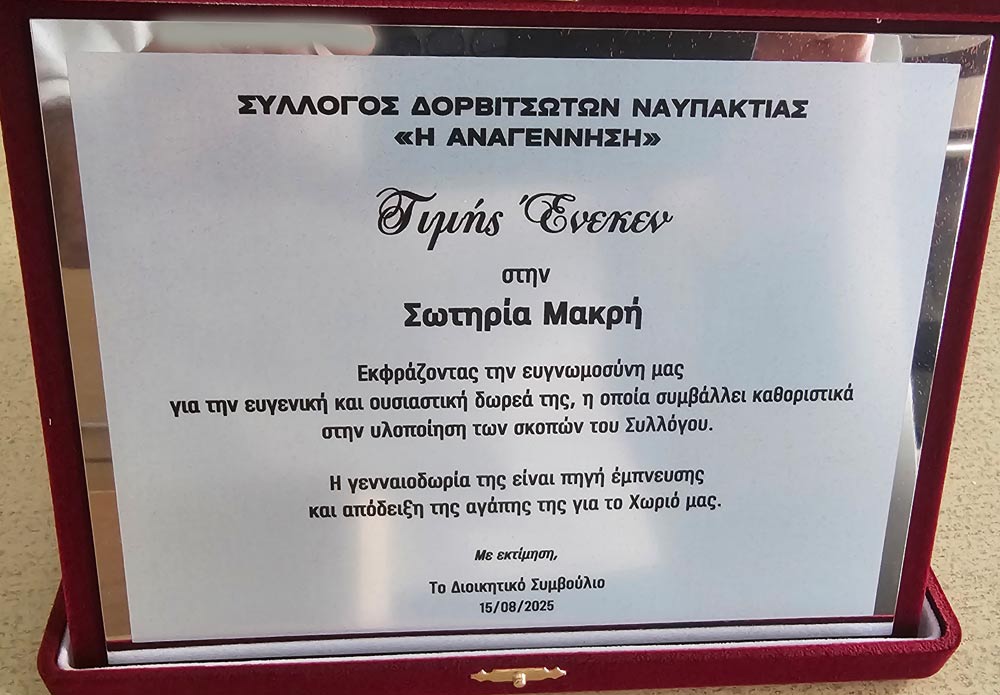 ΣΥΛΛΟΓΟΣ ΔΟΡΒΙΤΣΩΤΩΝ ΝΑΥΠΑΚΤΙΑΣ
«Η ΑΝΑΓΕΝΝΗΣΗ»
Τιμής Ένεκεν
στην
Σωτηρία Μακρή
Εκφράζοντας την ευγνωμοσύνη μας
για την ευγενική και ουσιαστική δωρεά της, η οποία συμβάλλει καθοριστικά
στην υλοποίηση των σκοπών του Συλλόγου.
Η γενναιοδωρία της είναι πηγή έμπνευσης
και απόδειξη της αγάπης της για το Χωριό μας.
Με εκτίμηση,
Το Διοικητικό Συμβούλιο
15/08/2025